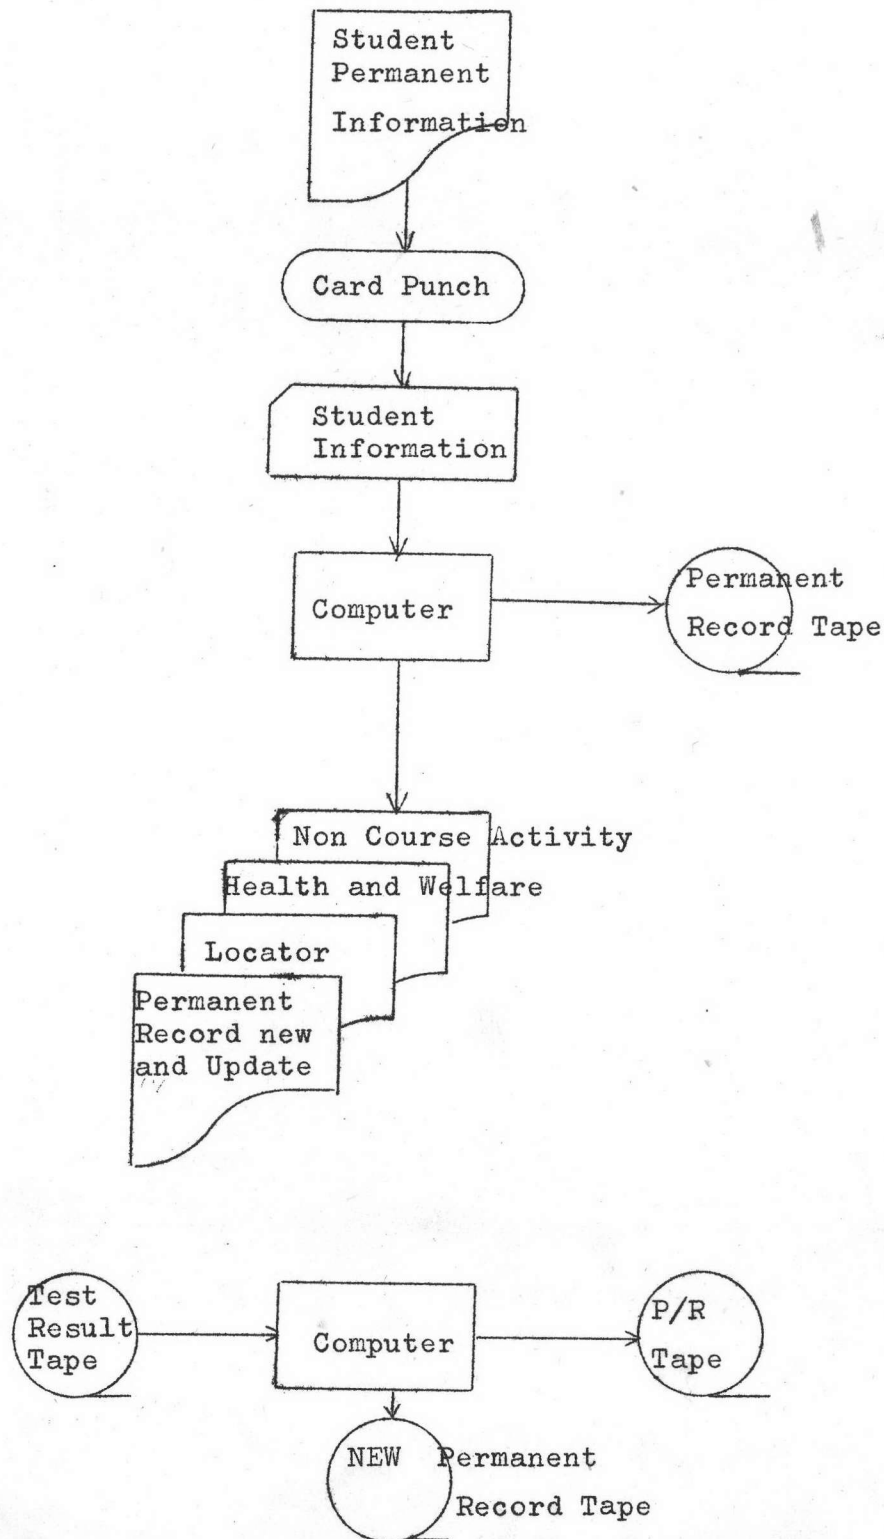 Student
Permanent
Information
Card Punch
Student
Information
Computer
Permanent
Record Tape
Non Course Activity
Health and Welfare
Locator
Permanent
Record new
and Update
Test
Result
Tape
Computer
P/R
Tape
NEW Permanent
Record Tape